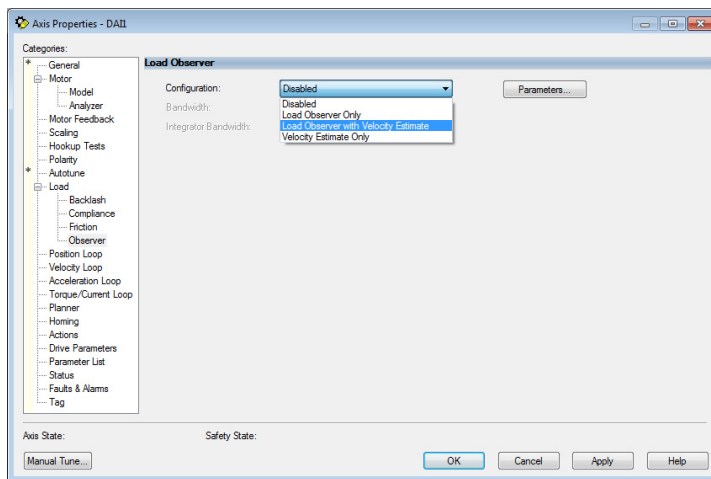 Axis Properties - DAI1
Categories:
* General
Motor
Model
Analyzer
Motor Feedback
Scaling
Hookup Tests
Polarity
* Autotune
Load
Backlash
Compliance
Friction
Observer
Position Loop
Velocity Loop
Acceleration Loop
Torque/Current Loop
Planner
Homing
Actions
Drive Parameters
Parameter List
Status
Faults & Alarms
Tag
Load Observer
Configuration: Disabled Parameters...
Disabled
Load Observer Only
Load Observer with Velocity Estimate
Velocity Estimate Only
Bandwidth:
Integrator Bandwidth:
Axis State: Safety State:
Manual Tune... OK Cancel Apply Help